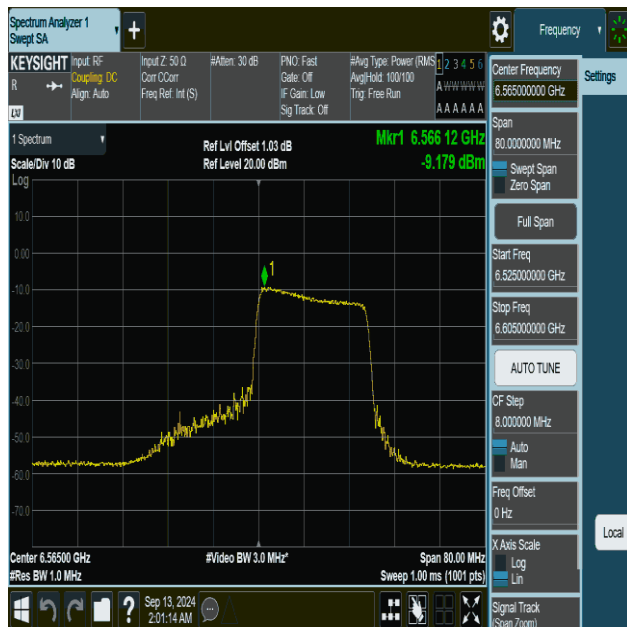 Spectrum Analyzer 1
Swept SA
+
Frequency
KEYSIGHT
R
LXI
Input: RF
Coupling: DC
Align: Auto
Input Z: 50 Ω
Corr CCorr
Freq Ref: Int (S)
#Atten: 30 dB
PNO: Fast
Gate: Off
IF Gain: Low
Sig Track: Off
#Avg Type: Power (RMS
Avg|Hold: 100/100
Trig: Free Run
1 2 3 4 5 6
A W W W W W
A A A A A A
1 Spectrum
Scale/Div 10 dB
Log
Ref Lvl Offset 1.03 dB
Ref Level 20.00 dBm
Mkr1 6.566 12 GHz
-9.179 dBm
10.0
0.00
-10.0
-20.0
-30.0
-40.0
-50.0
-60.0
-70.0
1
Center 6.56500 GHz
#Res BW 1.0 MHz
#Video BW 3.0 MHz*
Span 80.00 MHz
Sweep 1.00 ms (1001 pts)
Center Frequency
6.565000000 GHz
Settings
Span
80.0000000 MHz
Swept Span
Zero Span
Full Span
Start Freq
6.525000000 GHz
Stop Freq
6.605000000 GHz
AUTO TUNE
CF Step
8.000000 MHz
Auto
Man
Freq Offset
0 Hz
X Axis Scale
Log
Lin
Local
Signal Track
(Span Zoom)
?
Sep 13, 2024
2:01:14 AM